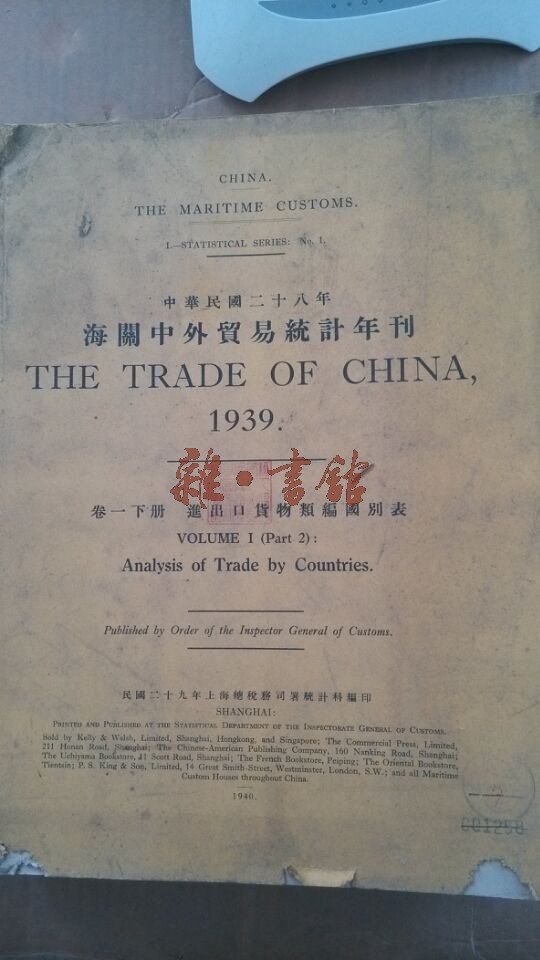 CHINA.
THE MARITIME CUSTOMS.
I.—STATISTICAL SERIES: No. 1.
中華民國二十八年
海關中外貿易統計年刊
THE TRADE OF CHINA,
1939.
雜·書館
卷一下册 進出口貨物類編國別表
VOLUME I (Part 2):
Analysis of Trade by Countries.
Published by Order of the Inspector General of Customs.
民國二十九年上海總稅務司署統計科編印
SHANGHAI:
PRINTED AND PUBLISHED AT THE STATISTICAL DEPARTMENT OF THE INSPECTORATE GENERAL OF CUSTOMS.
Sold by Kelly & Walsh, Limited, Shanghai, Hongkong, and Singapore; The Commercial Press, Limited,
211 Honan Road, Shanghai; The Chinese-American Publishing Company, 160 Nanking Road, Shanghai;
The Uchiyama Bookstore, 11 Scott Road, Shanghai; The French Bookstore, Peiping; The Oriental Bookstore,
Tientsin; P. S. King & Son, Limited, 14 Great Smith Street, Westminster, London, S.W.; and all Maritime
Custom Houses throughout China.
1940.
001258